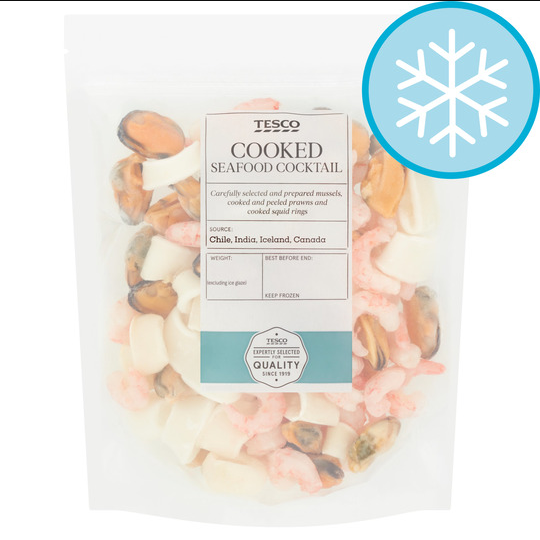 TESCO
COOKED
SEAFOOD COCKTAIL
Carefully selected and prepared mussels,
cooked and peeled prawns and
cooked squid rings
SOURCE:
Chile, India, Iceland, Canada
WEIGHT:
BEST BEFORE END:
(excluding ice glaze)
KEEP FROZEN
TESCO
EXPERTLY SELECTED
FOR
QUALITY
SINCE 1919